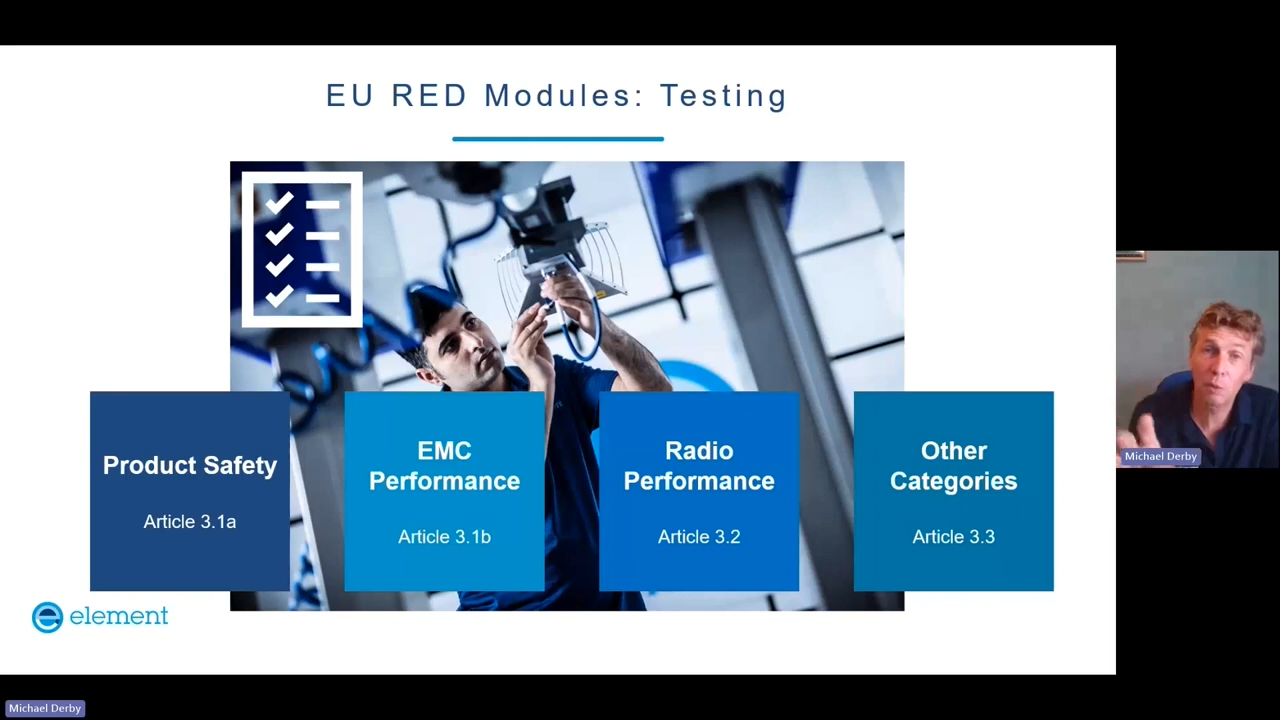 EU RED Modules: Testing
Product Safety
Article 3.1a
EMC
Performance
Article 3.1b
Radio
Performance
Article 3.2
Other
Categories
Article 3.3
element
Michael Derby
Michael Derby